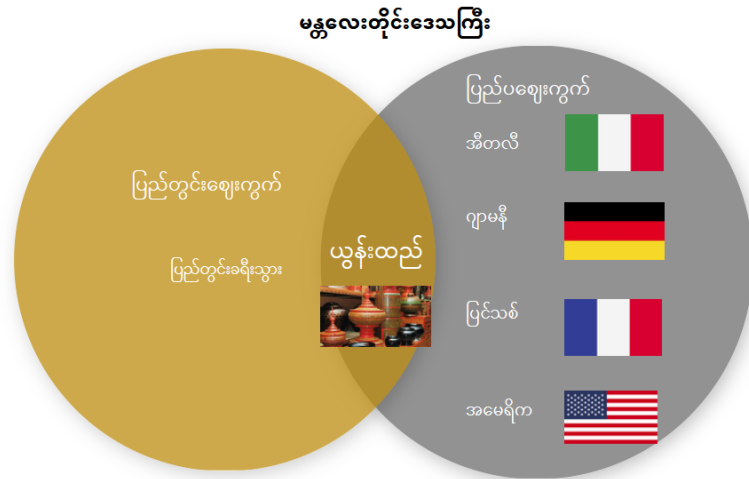 မန္တလေးတိုင်းဒေသကြီး
ပြည်တွင်းဈေးကွက်
ပြည်တွင်းခရီးသွား
ယွန်းထည်
ပြည်ပဈေးကွက်
အီတလီ
ဂျာမနီ
ပြင်သစ်
အမေရိက